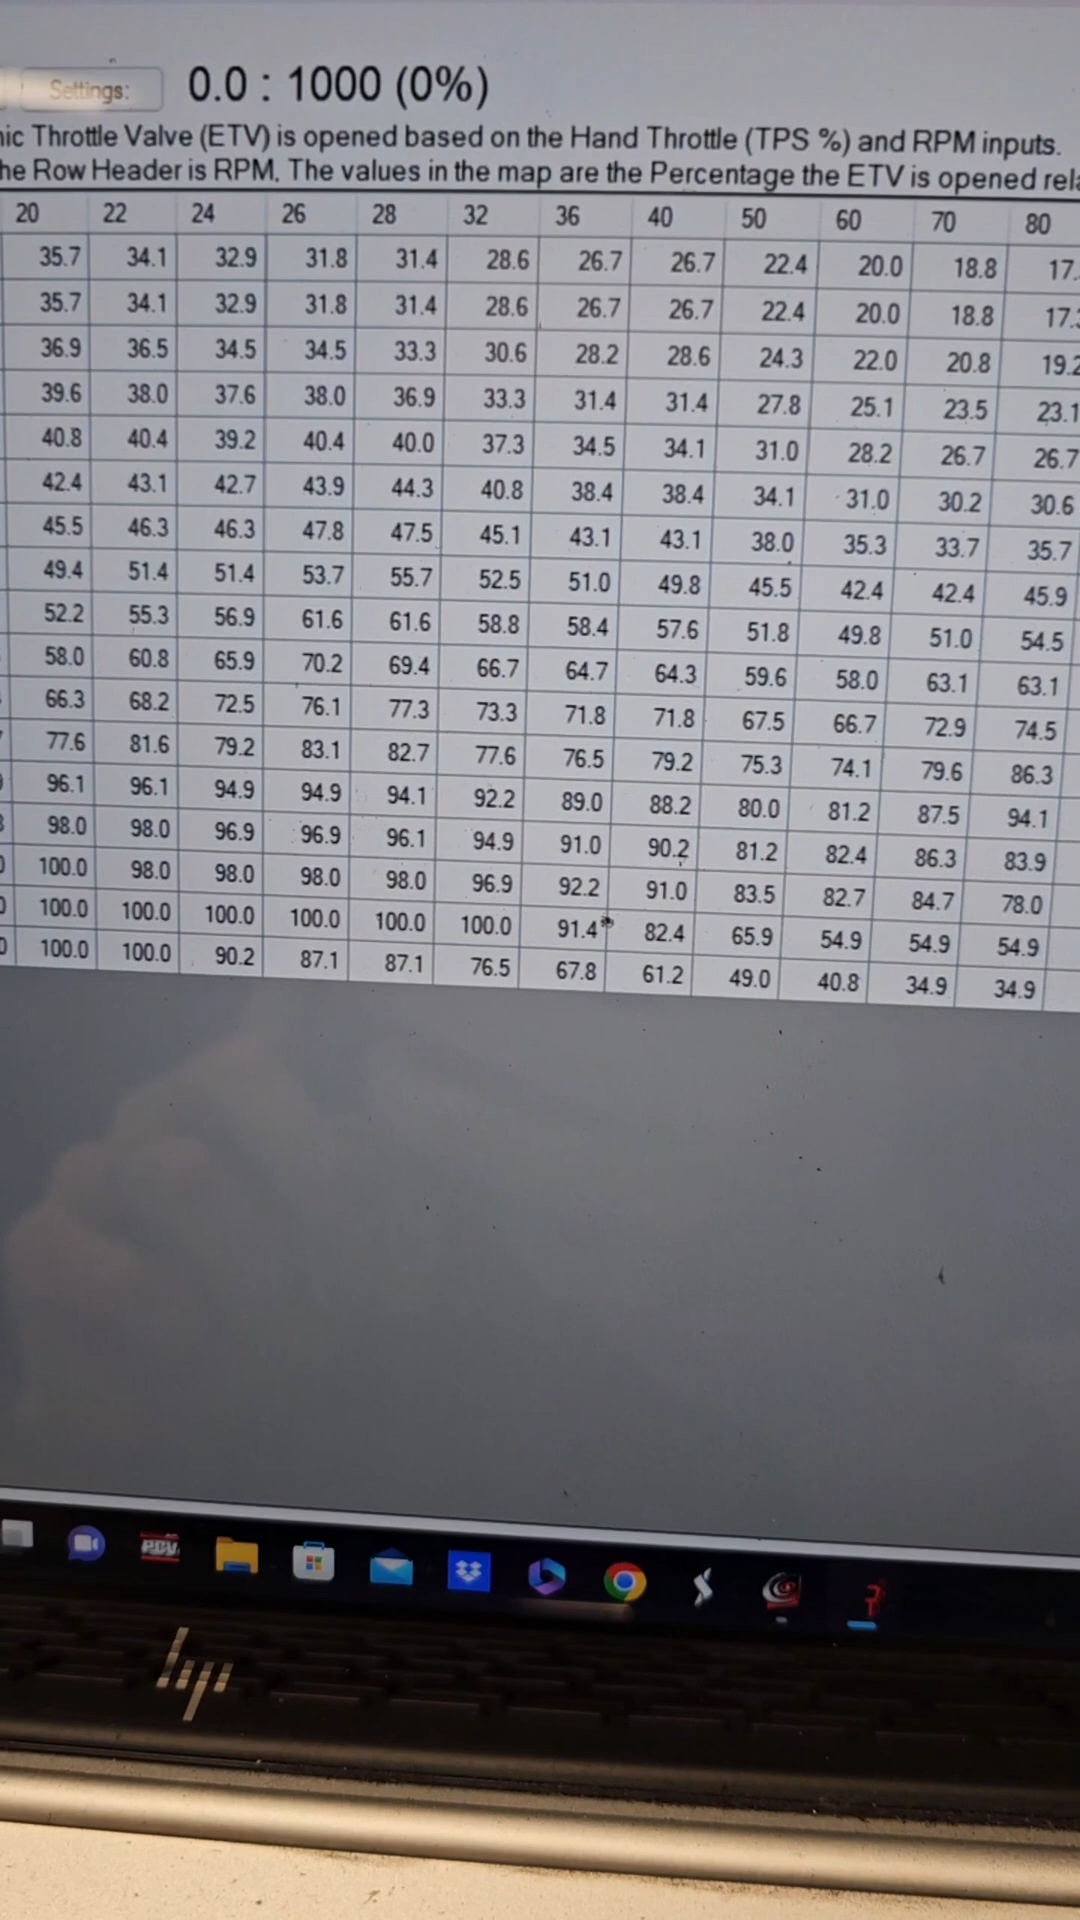 Settings: 0.0 : 1000 (0%)
Throttle Valve (ETV) is opened based on the Hand Throttle (TPS %) and RPM inputs.
Row Header is RPM. The values in the map are the Percentage the ETV is opened
20 22 24 26 28 32 36 40 50 60 70 80
35.7 34.1 32.9 31.8 31.4 28.6 26.7 26.7 22.4 20.0 18.8 17.
35.7 34.1 32.9 31.8 31.4 28.6 26.7 26.7 22.4 20.0 18.8 17.
36.9 36.5 34.5 34.5 33.3 30.6 28.2 28.6 24.3 22.0 20.8 19.2
39.6 38.0 37.6 38.0 36.9 33.3 31.4 31.4 27.8 25.1 23.5 23.1
40.8 40.4 39.2 40.4 40.0 37.3 34.5 34.1 31.0 28.2 26.7 26.7
42.4 43.1 42.7 43.9 44.3 40.8 38.4 38.4 34.1 31.0 30.2 30.6
45.5 46.3 46.3 47.8 47.5 45.1 43.1 43.1 38.0 35.3 33.7 35.7
49.4 51.4 51.4 53.7 55.7 52.5 51.0 49.8 45.5 42.4 42.4 45.9
52.2 55.3 56.9 61.6 61.6 58.8 58.4 57.6 51.8 49.8 51.0 54.5
58.0 60.8 65.9 70.2 69.4 66.7 64.7 64.3 59.6 58.0 63.1 63.1
66.3 68.2 72.5 76.1 77.3 73.3 71.8 71.8 67.5 66.7 72.9 74.5
77.6 81.6 79.2 83.1 82.7 77.6 76.5 79.2 75.3 74.1 79.6 86.3
96.1 96.1 94.9 94.9 94.1 92.2 89.0 88.2 80.0 81.2 87.5 94.1
98.0 98.0 96.9 96.9 96.1 94.9 91.0 90.2 81.2 82.4 86.3 83.9
100.0 98.0 98.0 98.0 98.0 96.9 92.2 91.0 83.5 82.7 84.7 78.0
100.0 100.0 100.0 100.0 100.0 100.0 91.4 82.4 65.9 54.9 54.9 54.9
100.0 100.0 90.2 87.1 87.1 76.5 67.8 61.2 49.0 40.8 34.9 34.9
hp